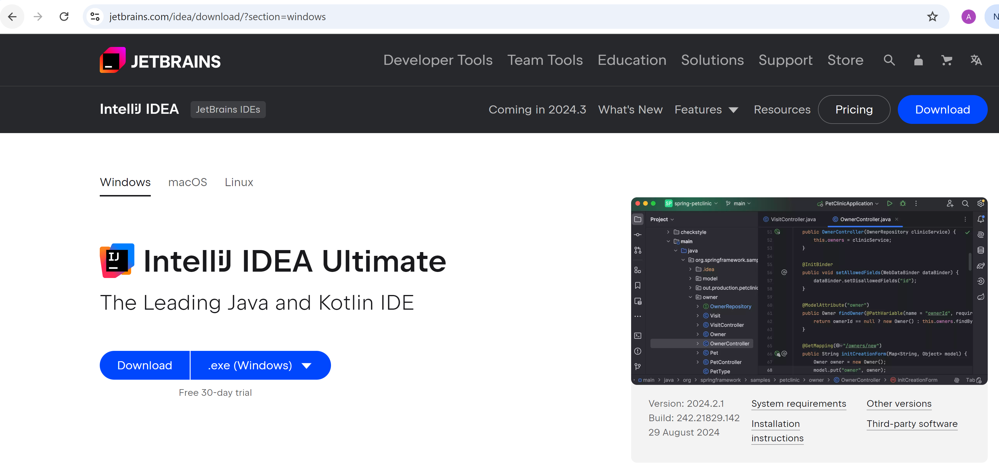 jetbrains.com/idea/download/?section=windows
A
N
JETBRAINS
Developer Tools Team Tools Education Solutions Support Store
IntelliJ IDEA JetBrains IDEs
Coming in 2024.3 What's New Features Resources Pricing Download
Windows macOS Linux
IJ
IntelliJ IDEA Ultimate
The Leading Java and Kotlin IDE
Download .exe (Windows)
Free 30-day trial
SP spring-petclinic main PetClinicApplication
Project
checkstyle
main
java
org.springframework.samp
.idea
model
out.production.petclinic
owner
OwnerRepository
Visit
VisitController
Owner
OwnerController
Pet
PetController
PetType
VisitController.java OwnerController.java
51 public OwnerController(OwnerRepository clinicService) {
52 this.owners = clinicService;
53 }
54
55 @InitBinder
56 public void setAllowedFields(WebDataBinder dataBinder) {
57 dataBinder.setDisallowedFields("id");
58 }
59
60 @ModelAttribute("owner")
61 public Owner findOwner(@PathVariable(name = "ownerId", requir
62 return ownerId == null ? new Owner() : this.owners.findBy
63 }
64
65 @GetMapping("/owners/new")
66 public String initCreationForm(Map<String, Object> model) {
67 Owner owner = new Owner();
68 model.put("owner", owner);
main > java > org > springframework > samples > petclinic > owner > OwnerController > initCreationForm Tab
Version: 2024.2.1
Build: 242.21829.142
29 August 2024
System requirements
Installation
instructions
Other versions
Third-party software